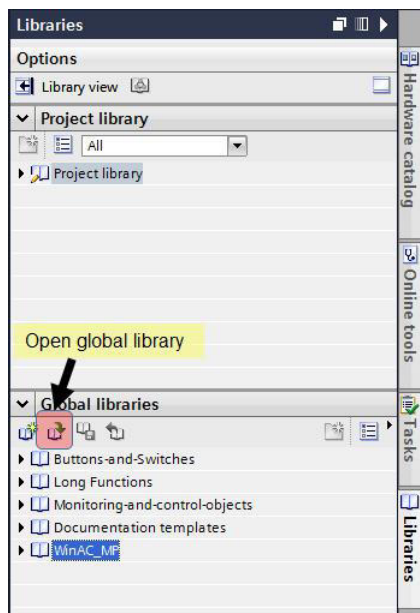 Libraries
Options
Library view
Project library
All
Project library
Open global library
Global libraries
Buttons-and-Switches
Long Functions
Monitoring-and-control-objects
Documentation templates
WinAC_MP
Hardware catalog
Online tools
Tasks
Libraries